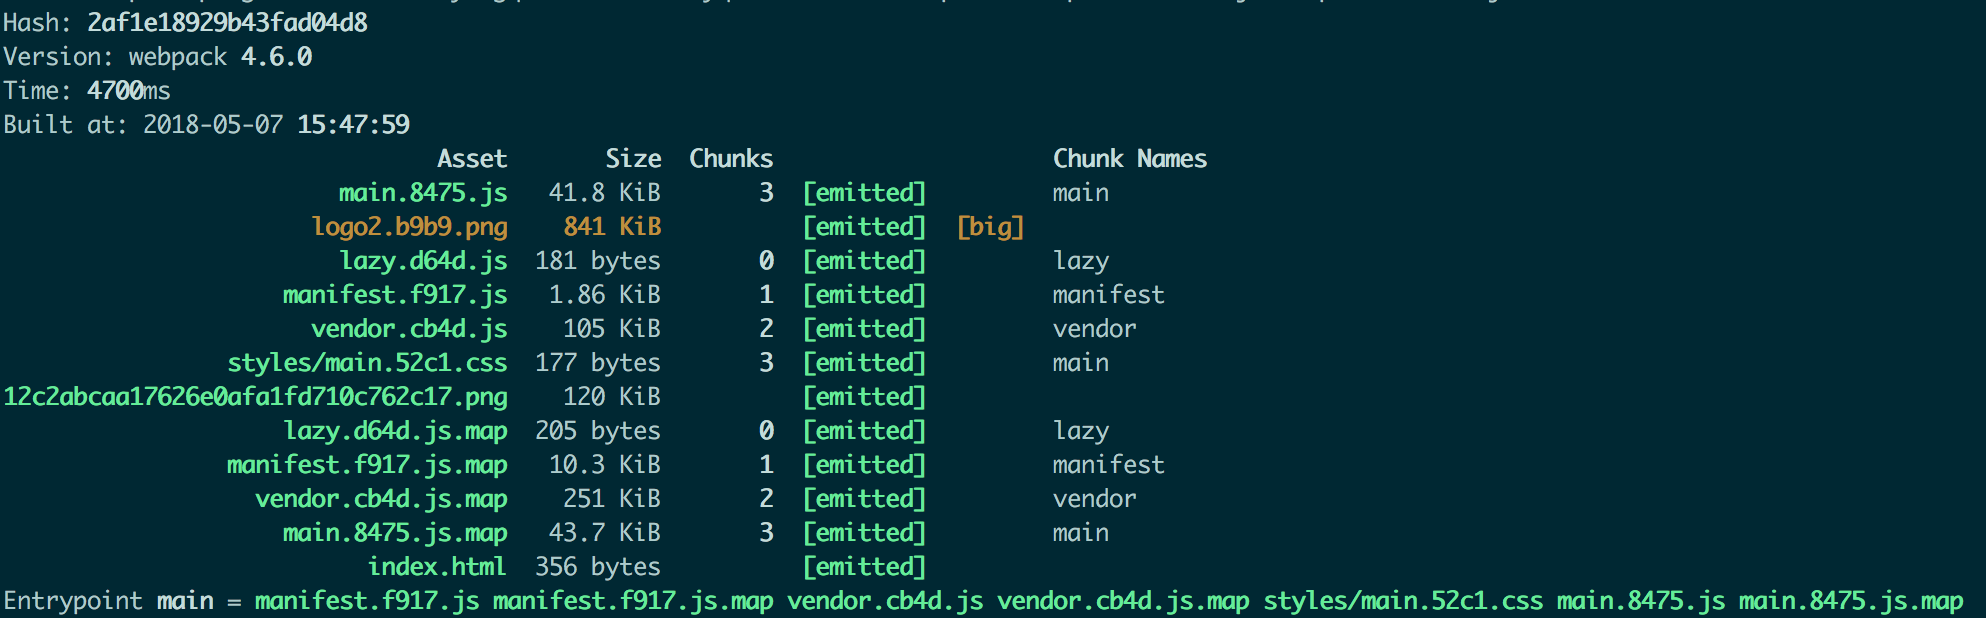 Hash: 2af1e18929b43fad04d8
Version: webpack 4.6.0
Time: 4700ms
Built at: 2018-05-07 15:47:59
Asset Size Chunks Chunk Names
main.8475.js 41.8 KiB 3 [emitted] main
logo2.b9b9.png 841 KiB [emitted] [big]
lazy.d64d.js 181 bytes 0 [emitted] lazy
manifest.f917.js 1.86 KiB 1 [emitted] manifest
vendor.cb4d.js 105 KiB 2 [emitted] vendor
styles/main.52c1.css 177 bytes 3 [emitted] main
12c2abcaa17626e0afa1fd710c762c17.png 120 KiB [emitted]
lazy.d64d.js.map 205 bytes 0 [emitted] lazy
manifest.f917.js.map 10.3 KiB 1 [emitted] manifest
vendor.cb4d.js.map 251 KiB 2 [emitted] vendor
main.8475.js.map 43.7 KiB 3 [emitted] main
index.html 356 bytes [emitted]
Entrypoint main = manifest.f917.js manifest.f917.js.map vendor.cb4d.js vendor.cb4d.js.map styles/main.52c1.css main.8475.js main.8475.js.map